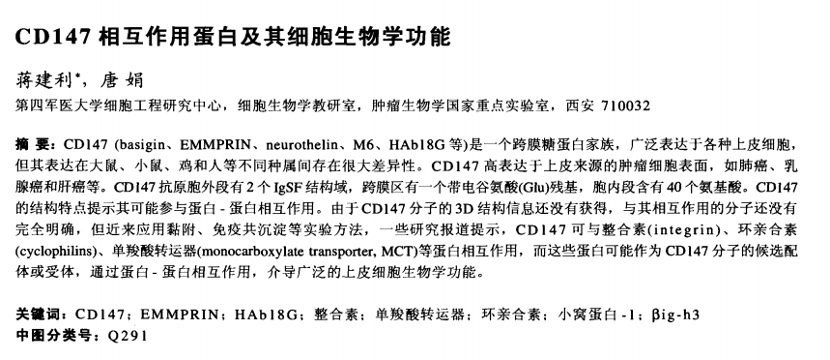 CD147 相互作用蛋白及其细胞生物学功能
蒋建利*，唐 娟
第四军医大学细胞工程研究中心，细胞生物学教研室，肿瘤生物学国家重点实验室，西安 710032
摘 要：CD147 (basigin、EMMPRIN、neurothelin、M6、HAb18G 等)是一个跨膜糖蛋白家族，广泛表达于各种上皮细胞，
但其表达在大鼠、小鼠、鸡和人等不同种属间存在很大差异性。CD147 高表达于上皮来源的肿瘤细胞表面，如肺癌、乳
腺癌和肝癌等。CD147 抗原胞外段有 2 个 IgSF 结构域，跨膜区有一个带电谷氨酸(Glu)残基，胞内段含有 40 个氨基酸。CD147
的结构特点提示其可能参与蛋白 - 蛋白相互作用。由于 CD147 分子的 3D 结构信息还没有获得，与其相互作用的分子还没有
完全明确，但近来应用黏附、免疫共沉淀等实验方法，一些研究报道提示，CD147 可与整合素(integrin)、环亲合素
(cyclophilins)、单羧酸转运器(monocarboxylate transporter, MCT)等蛋白相互作用，而这些蛋白可能作为 CD147 分子的候选配
体或受体，通过蛋白 - 蛋白相互作用，介导广泛的上皮细胞生物学功能。
关键词：CD147；EMMPRIN；HAb18G；整合素；单羧酸转运器；环亲合素；小窝蛋白 -1；βig-h3
中图分类号：Q291